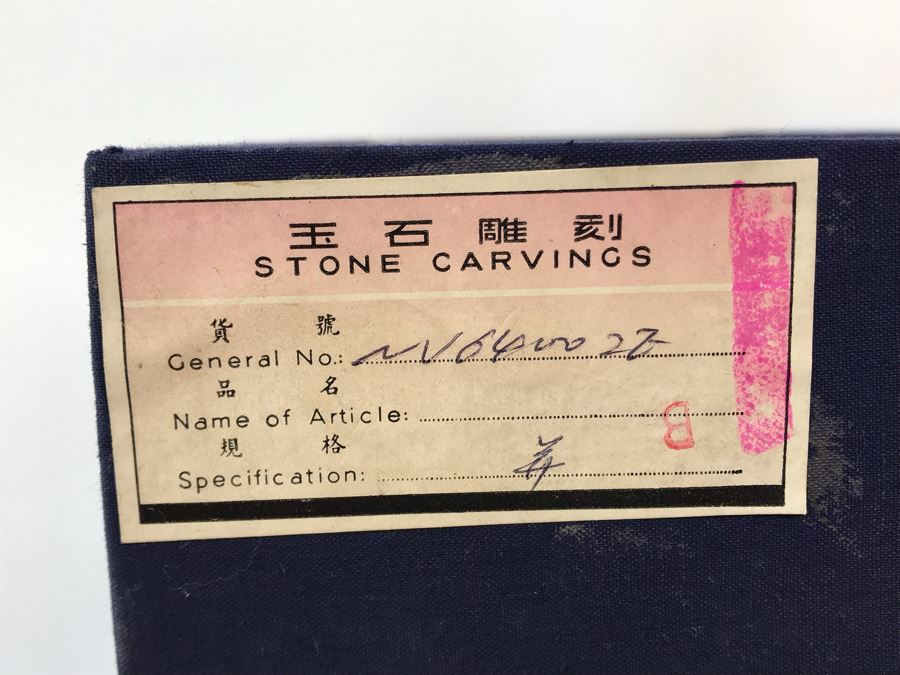 玉石雕刻
STONE CARVINGS
貨號
General No.:
品名
Name of Article:
B
規格
Specification: